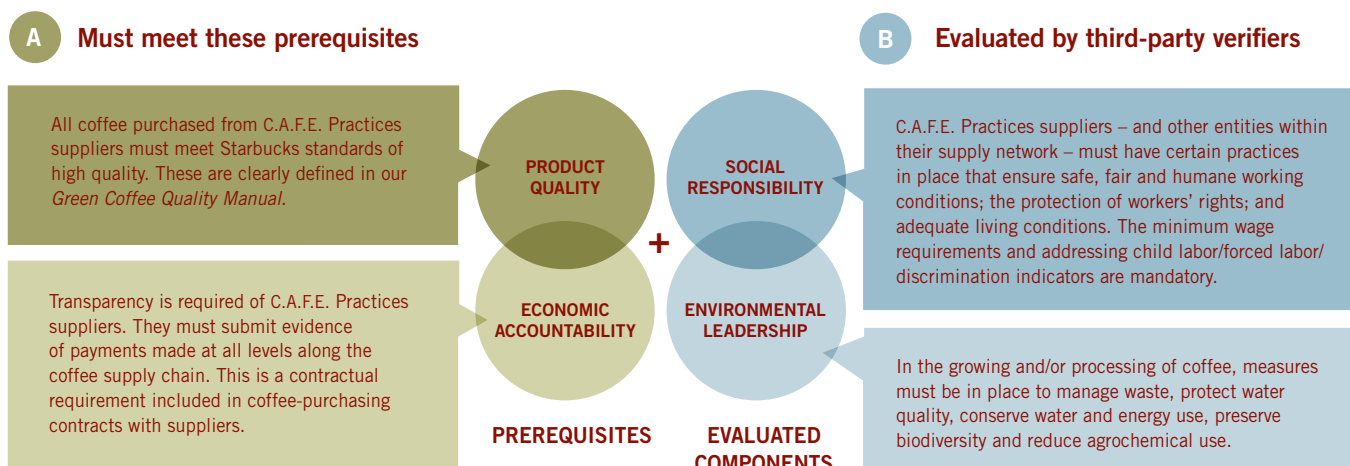 A
Must meet these prerequisites
All coffee purchased from C.A.F.E. Practices
suppliers must meet Starbucks standards of
high quality. These are clearly defined in our
Green Coffee Quality Manual.
Transparency is required of C.A.F.E. Practices
suppliers. They must submit evidence
of payments made at all levels along the
coffee supply chain. This is a contractual
requirement included in coffee-purchasing
contracts with suppliers.
PRODUCT
QUALITY
ECONOMIC
ACCOUNTABILITY
PREREQUISITES
+
SOCIAL
RESPONSIBILITY
ENVIRONMENTAL
LEADERSHIP
EVALUATED
COMPONENTS
B
Evaluated by third-party verifiers
C.A.F.E. Practices suppliers – and other entities within
their supply network – must have certain practices
in place that ensure safe, fair and humane working
conditions; the protection of workers’ rights; and
adequate living conditions. The minimum wage
requirements and addressing child labor/forced labor/
discrimination indicators are mandatory.
In the growing and/or processing of coffee, measures
must be in place to manage waste, protect water
quality, conserve water and energy use, preserve
biodiversity and reduce agrochemical use.